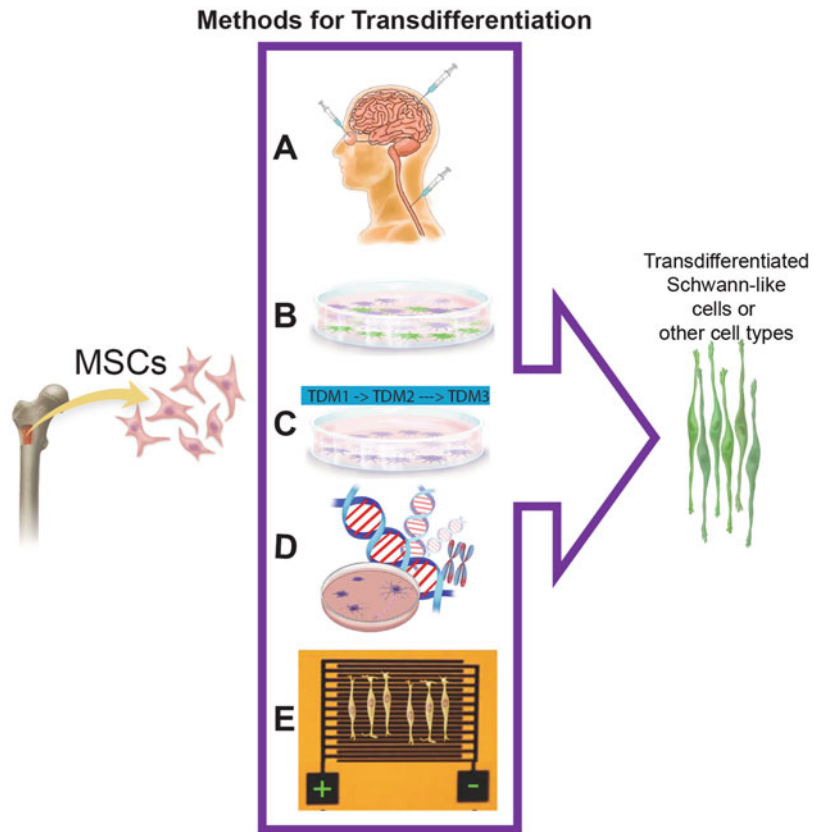 Methods for Transdifferentiation
A
B
TDM1 -> TDM2 ---> TDM3
C
D
E
+
-
MSCs
Transdifferentiated
Schwann-like
cells or
other cell types